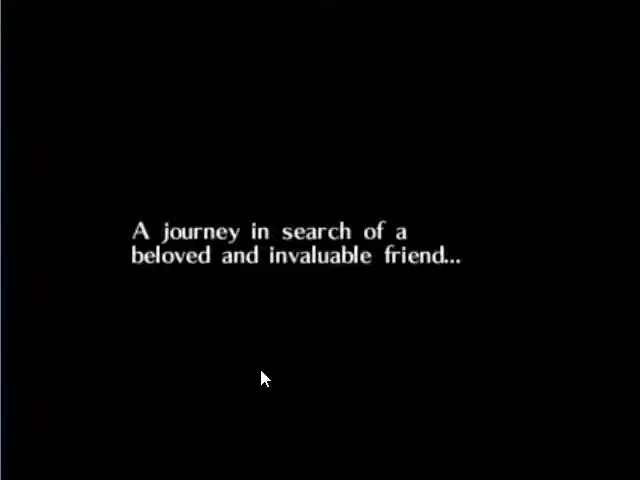 A journey in search of a
beloved and invaluable friend...